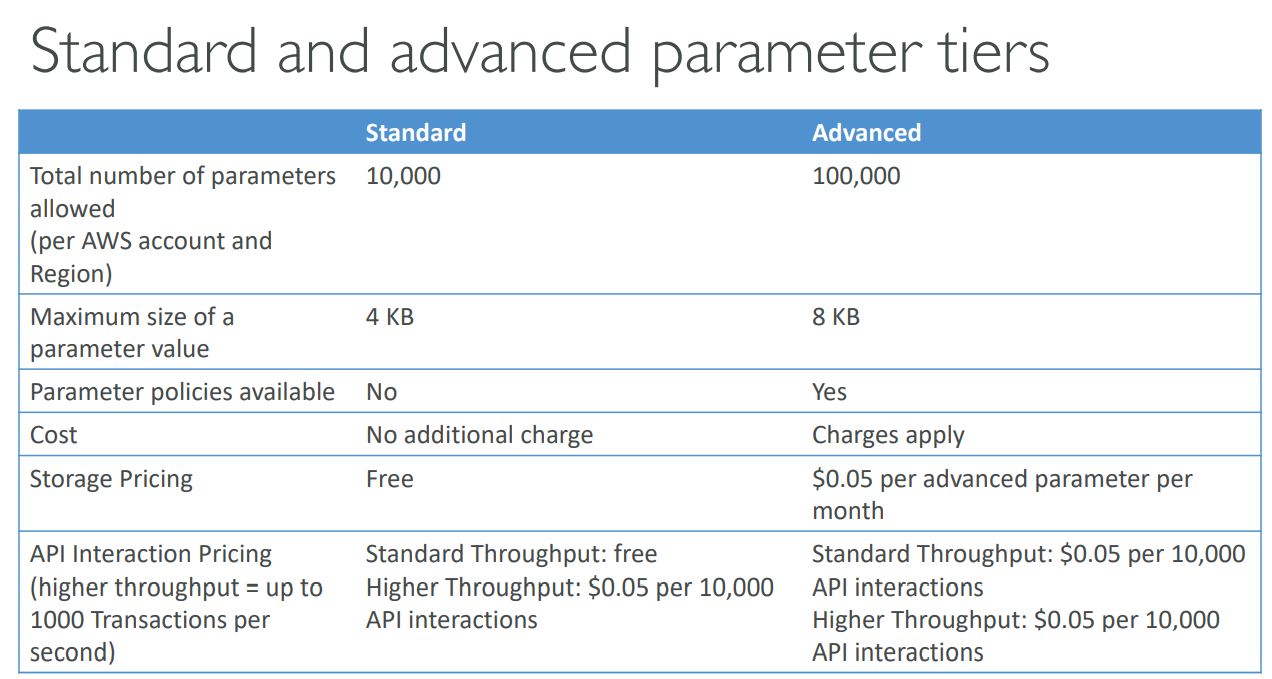 Standard and advanced parameter tiers
Standard Advanced
Total number of parameters 10,000 100,000
allowed
(per AWS account and
Region)
Maximum size of a 4 KB 8 KB
parameter value
Parameter policies available No Yes
Cost No additional charge Charges apply
Storage Pricing Free $0.05 per advanced parameter per
month
API Interaction Pricing Standard Throughput: free Standard Throughput: $0.05 per 10,000
(higher throughput = up to Higher Throughput: $0.05 per 10,000 API interactions
1000 Transactions per API interactions Higher Throughput: $0.05 per 10,000
second) API interactions